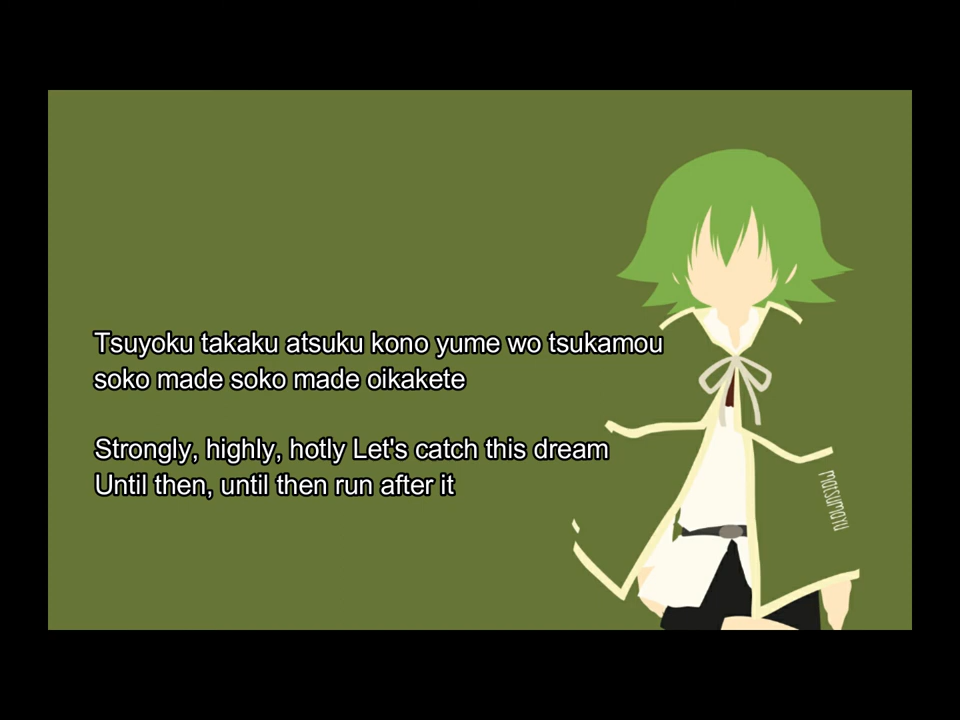 Tsuyoku takaku atsuku kono yume wo tsukamou
soko made soko made oikakete
Strongly, highly, hotly Let's catch this dream
Until then, until then run after it
matsumayu